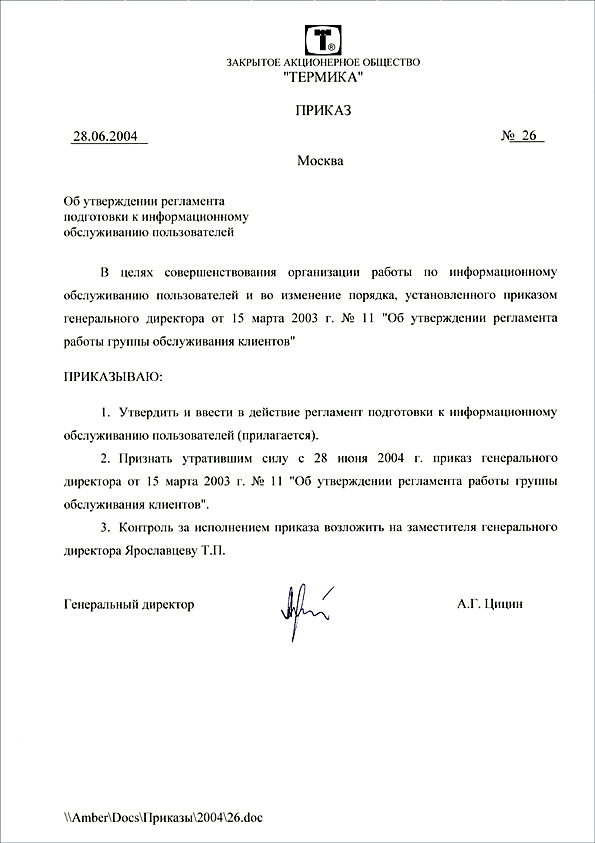 Т®
ЗАКРЫТОЕ АКЦИОНЕРНОЕ ОБЩЕСТВО
"ТЕРМИКА"
ПРИКАЗ
28.06.2004 № 26
Москва
Об утверждении регламента
подготовки к информационному
обслуживанию пользователей
В целях совершенствования организации работы по информационному
обслуживанию пользователей и во изменение порядка, установленного приказом
генерального директора от 15 марта 2003 г. № 11 "Об утверждении регламента
работы группы обслуживания клиентов"
ПРИКАЗЫВАЮ:
1. Утвердить и ввести в действие регламент подготовки к информационному
обслуживанию пользователей (прилагается).
2. Признать утратившим силу с 28 июня 2004 г. приказ генерального
директора от 15 марта 2003 г. № 11 "Об утверждении регламента работы группы
обслуживания клиентов".
3. Контроль за исполнением приказа возложить на заместителя генерального
директора Ярославцеву Т.П.
Генеральный директор А.Г. Цицин
\\Amber\Docs\Приказы\2004\26.doc